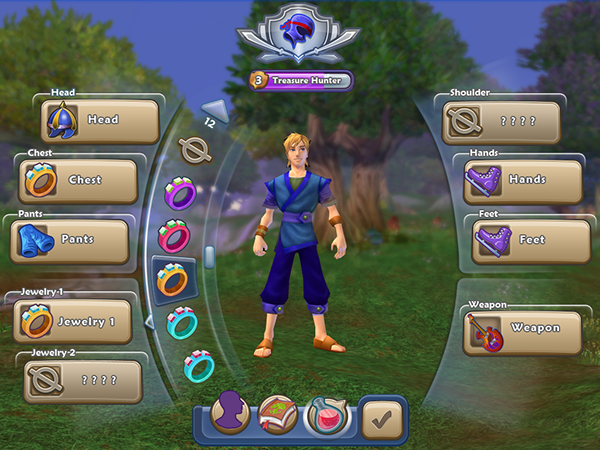 3 Treasure Hunter
Head
Head
Chest
Chest
Pants
Pants
Jewelry 1
Jewelry 1
Jewelry 2
? ? ? ?
12
Shoulder
? ? ? ?
Hands
Hands
Feet
Feet
Weapon
Weapon